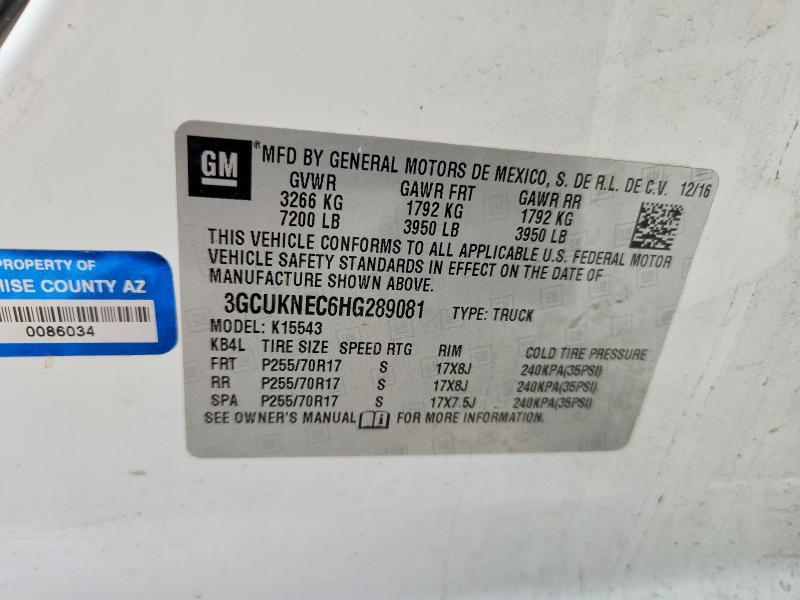 GM ® MFD BY GENERAL MOTORS DE MEXICO, S. DE R.L. DE C.V. 12/16
GVWR GAWR FRT GAWR RR
3266 KG 1792 KG 1792 KG
7200 LB 3950 LB 3950 LB
THIS VEHICLE CONFORMS TO ALL APPLICABLE U.S. FEDERAL MOTOR
VEHICLE SAFETY STANDARDS IN EFFECT ON THE DATE OF
MANUFACTURE SHOWN ABOVE.
3GCUKNEC6HG289081 TYPE: TRUCK
MODEL: K15543
KB4L TIRE SIZE SPEED RTG RIM COLD TIRE PRESSURE
FRT P255/70R17 S 17X8J 240KPA(35PSI)
RR P255/70R17 S 17X8J 240KPA(35PSI)
SPA P255/70R17 S 17X7.5J 240KPA(35PSI)
SEE OWNER'S MANUAL FOR MORE INFORMATION.
PROPERTY OF
HISE COUNTY AZ
0086034